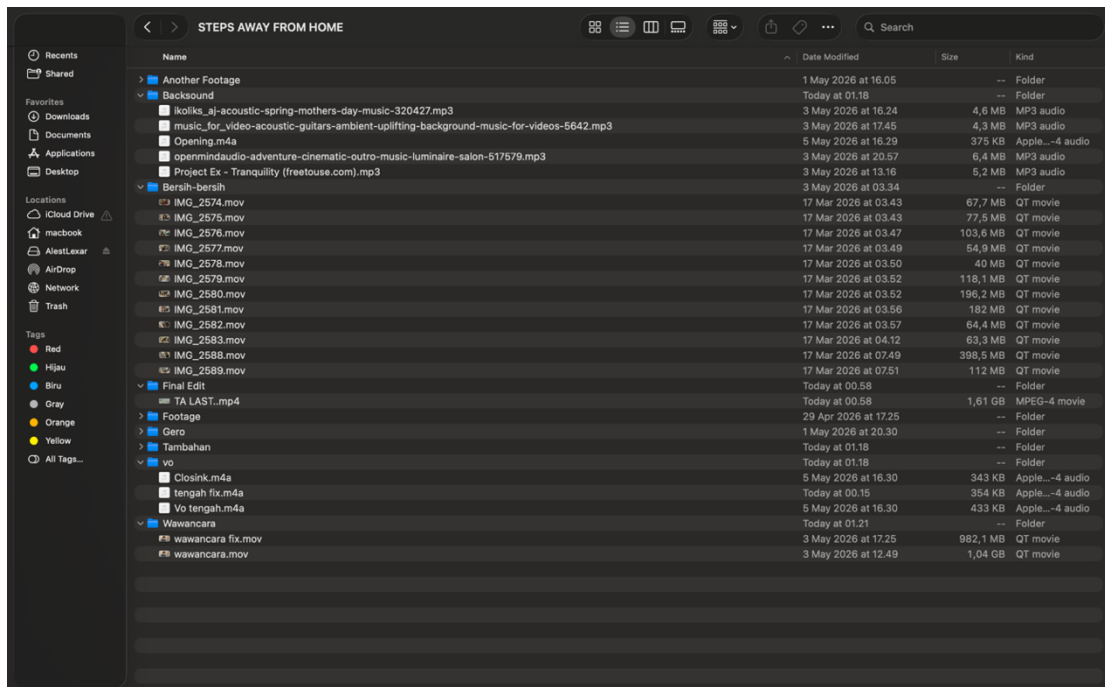 STEPS AWAY FROM HOME
Search
Recents
Shared
Favorites
Downloads
Documents
Applications
Desktop
Locations
iCloud Drive
macbook
AlestLexar
AirDrop
Network
Trash
Tags
Red
Hijau
Biru
Gray
Orange
Yellow
All Tags...
Name Date Modified Size Kind
Another Footage 1 May 2026 at 16.05 -- Folder
Backsound Today at 01.18 -- Folder
ikoliks_aj-acoustic-spring-mothers-day-music-320427.mp3 3 May 2026 at 16.24 4,6 MB MP3 audio
music_for_video-acoustic-guitars-ambient-uplifting-background-music-for-videos-5642.mp3 3 May 2026 at 17.45 4,3 MB MP3 audio
Opening.m4a 5 May 2026 at 16.29 375 KB Apple...-4 audio
openmindaudio-adventure-cinematic-outro-music-luminaire-salon-517579.mp3 3 May 2026 at 20.57 6,4 MB MP3 audio
Project Ex - Tranquility (freetouse.com).mp3 3 May 2026 at 13.16 5,2 MB MP3 audio
Bersih-bersih 3 May 2026 at 03.34 -- Folder
IMG_2574.mov 17 Mar 2026 at 03.43 67,7 MB QT movie
IMG_2575.mov 17 Mar 2026 at 03.43 77,5 MB QT movie
IMG_2576.mov 17 Mar 2026 at 03.47 103,6 MB QT movie
IMG_2577.mov 17 Mar 2026 at 03.49 54,9 MB QT movie
IMG_2578.mov 17 Mar 2026 at 03.50 40 MB QT movie
IMG_2579.mov 17 Mar 2026 at 03.52 118,1 MB QT movie
IMG_2580.mov 17 Mar 2026 at 03.52 196,2 MB QT movie
IMG_2581.mov 17 Mar 2026 at 03.56 182 MB QT movie
IMG_2582.mov 17 Mar 2026 at 03.57 64,4 MB QT movie
IMG_2583.mov 17 Mar 2026 at 04.12 63,3 MB QT movie
IMG_2588.mov 17 Mar 2026 at 07.49 398,5 MB QT movie
IMG_2589.mov 17 Mar 2026 at 07.51 112 MB QT movie
Final Edit Today at 00.58 -- Folder
TA LAST..mp4 Today at 00.58 1,61 GB MPEG-4 movie
Footage 29 Apr 2026 at 17.25 -- Folder
Gero 1 May 2026 at 20.30 -- Folder
Tambahan Today at 01.18 -- Folder
vo Today at 01.18 -- Folder
Closink.m4a 5 May 2026 at 16.30 343 KB Apple...-4 audio
tengah fix.m4a Today at 00.15 354 KB Apple...-4 audio
Vo tengah.m4a 5 May 2026 at 16.30 433 KB Apple...-4 audio
Wawancara Today at 01.21 -- Folder
wawancara fix.mov 3 May 2026 at 17.25 982,1 MB QT movie
wawancara.mov 3 May 2026 at 12.49 1,04 GB QT movie